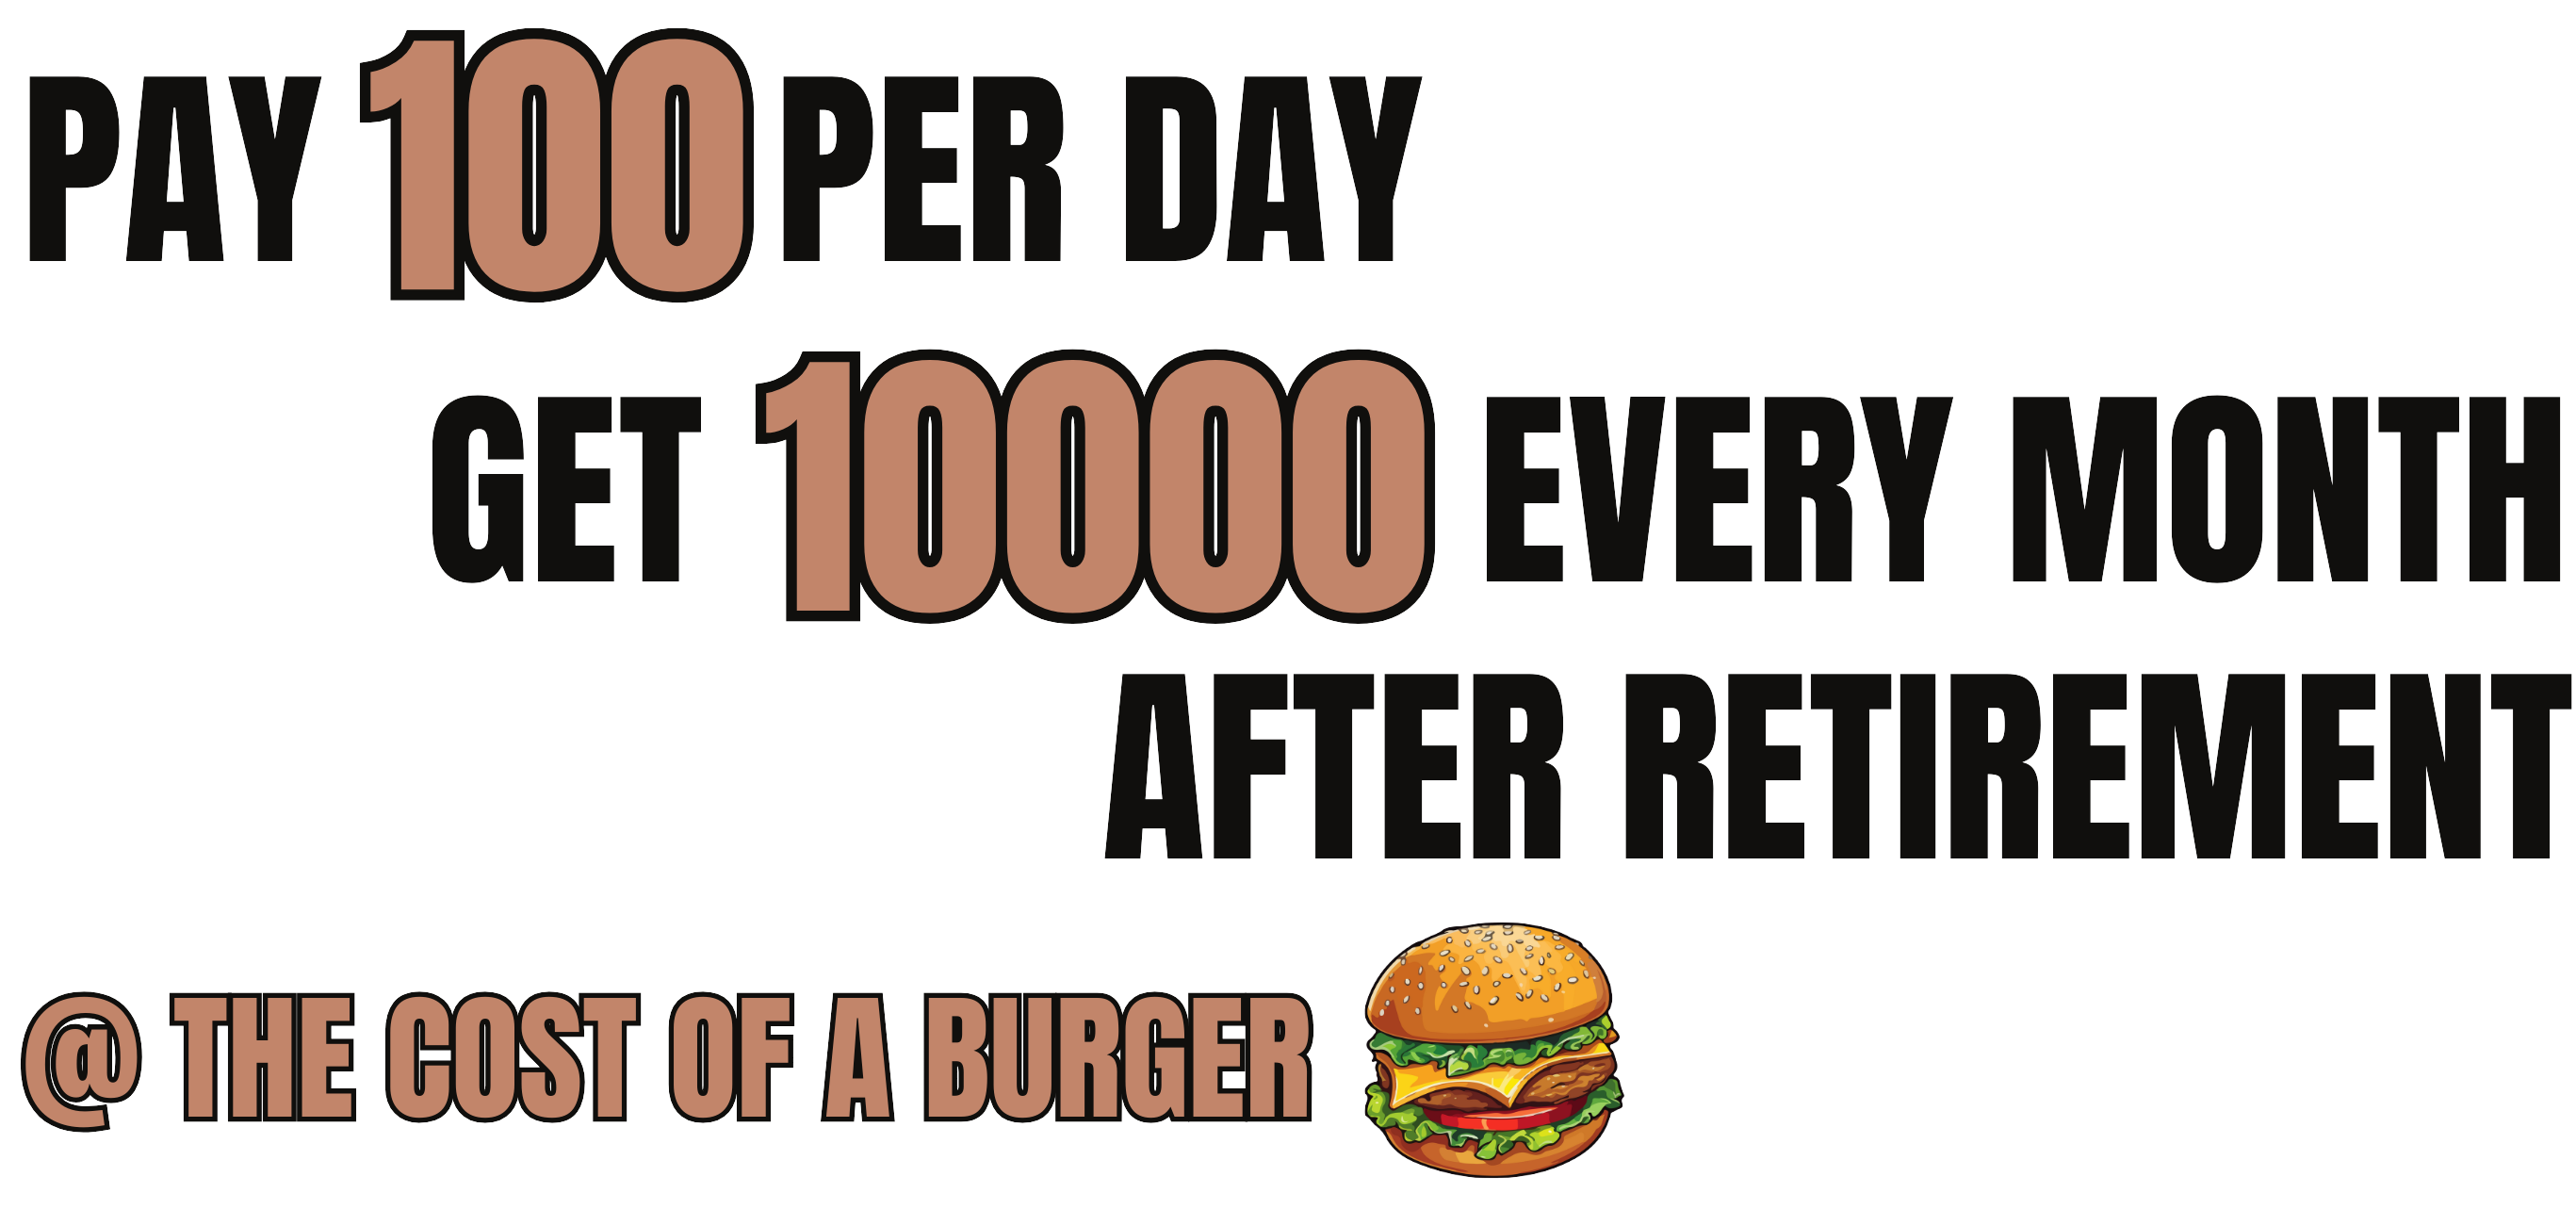 PAY 100 PER DAY
GET 10000 EVERY MONTH
AFTER RETIREMENT
@ THE COST OF A BURGER